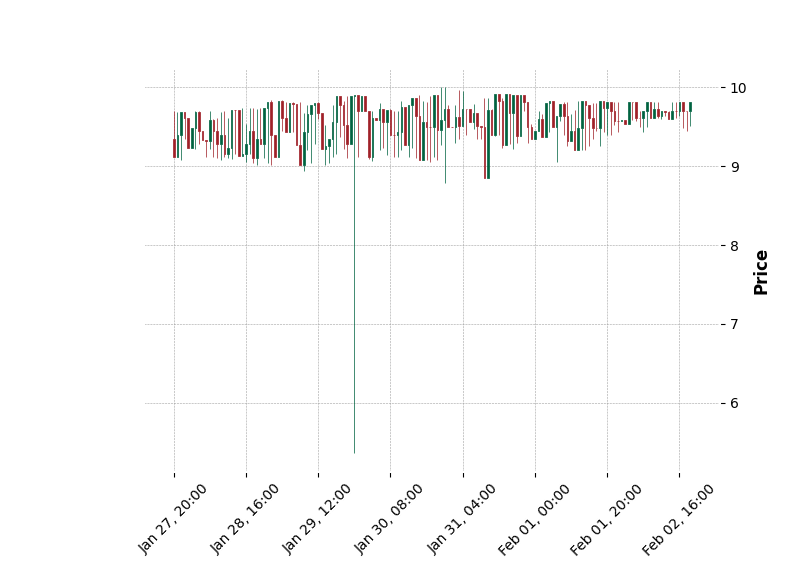 10
9
8
7
6
Price
Jan 27, 20:00
Jan 28, 16:00
Jan 29, 12:00
Jan 30, 08:00
Jan 31, 04:00
Feb 01, 00:00
Feb 01, 20:00
Feb 02, 16:00